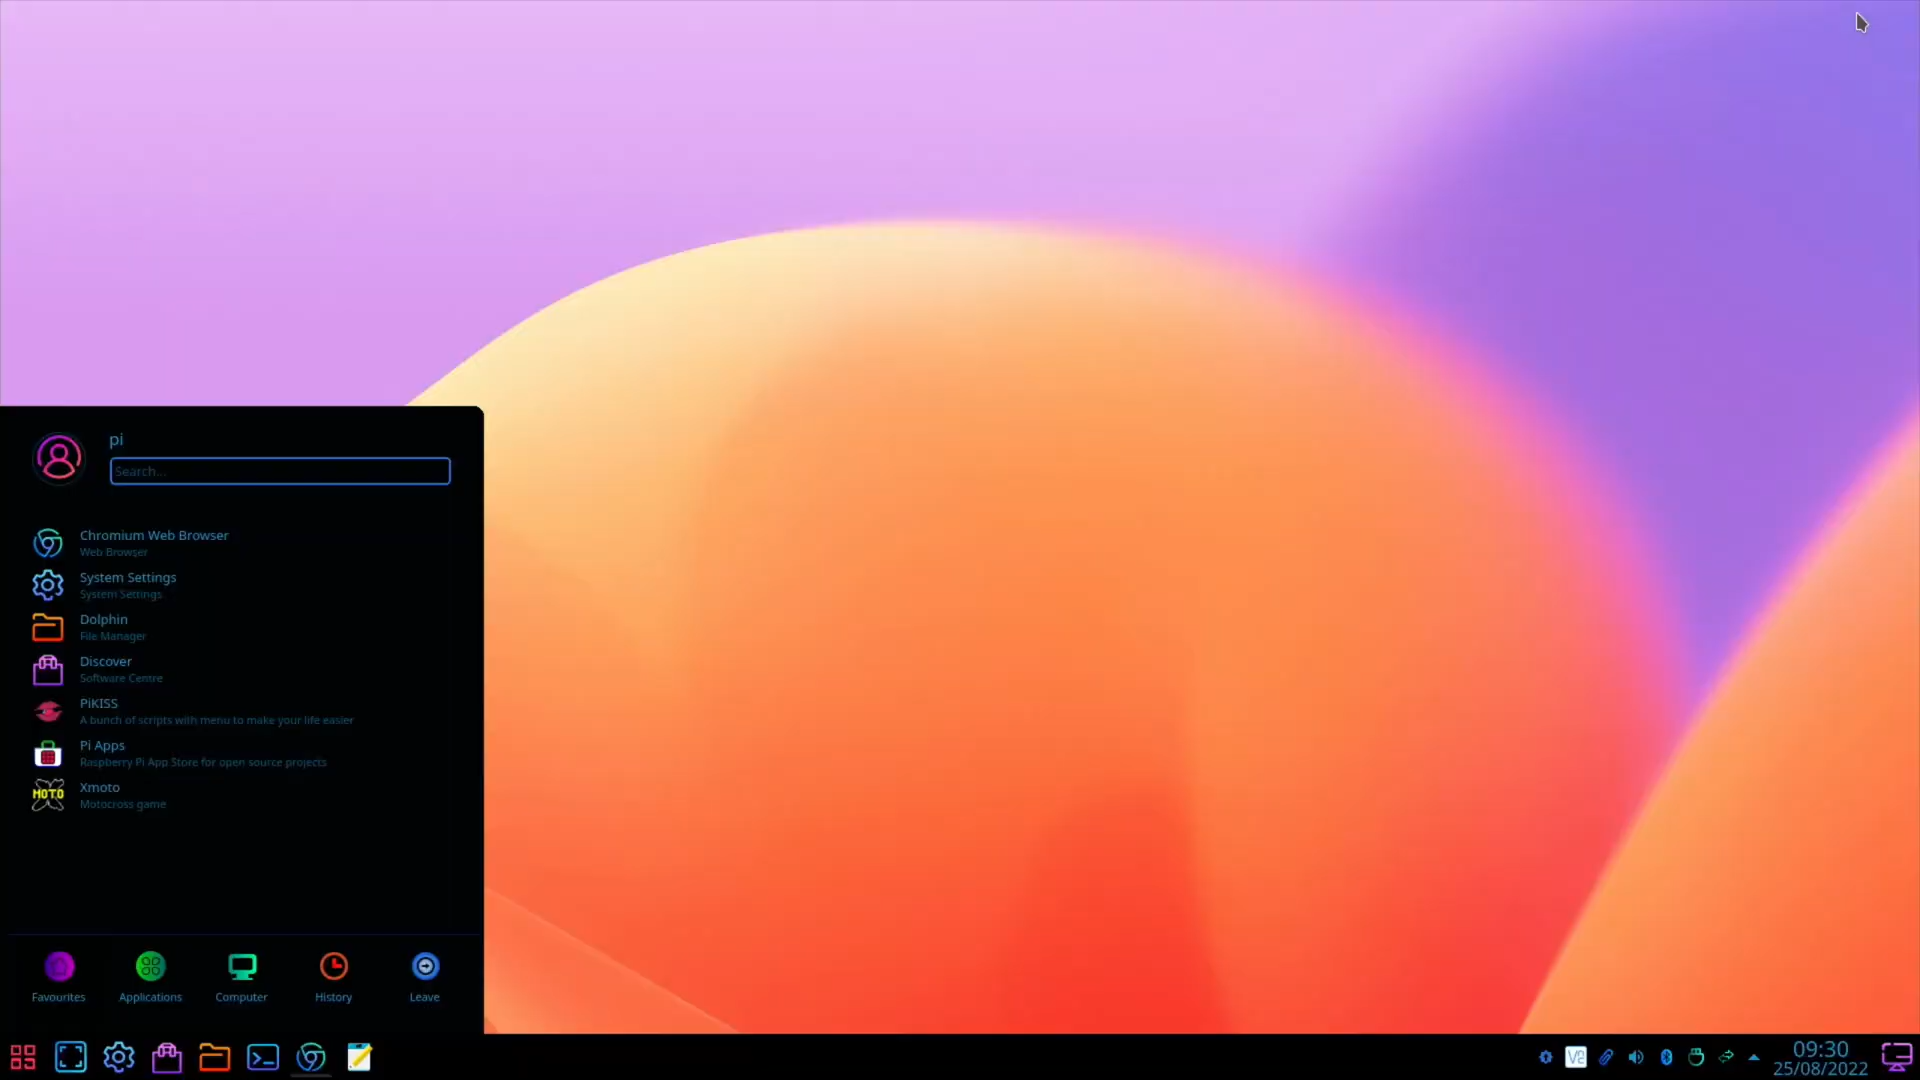 pi
Search...
Chromium Web Browser
Web Browser
System Settings
System Settings
Dolphin
File Manager
Discover
Software Centre
PiKISS
A bunch of scripts with menu to make your life easier
Pi Apps
Raspberry Pi App Store for open source projects
MOTO
Xmoto
Motocross game
Favourites
Applications
Computer
History
Leave
09:30
25/08/2022